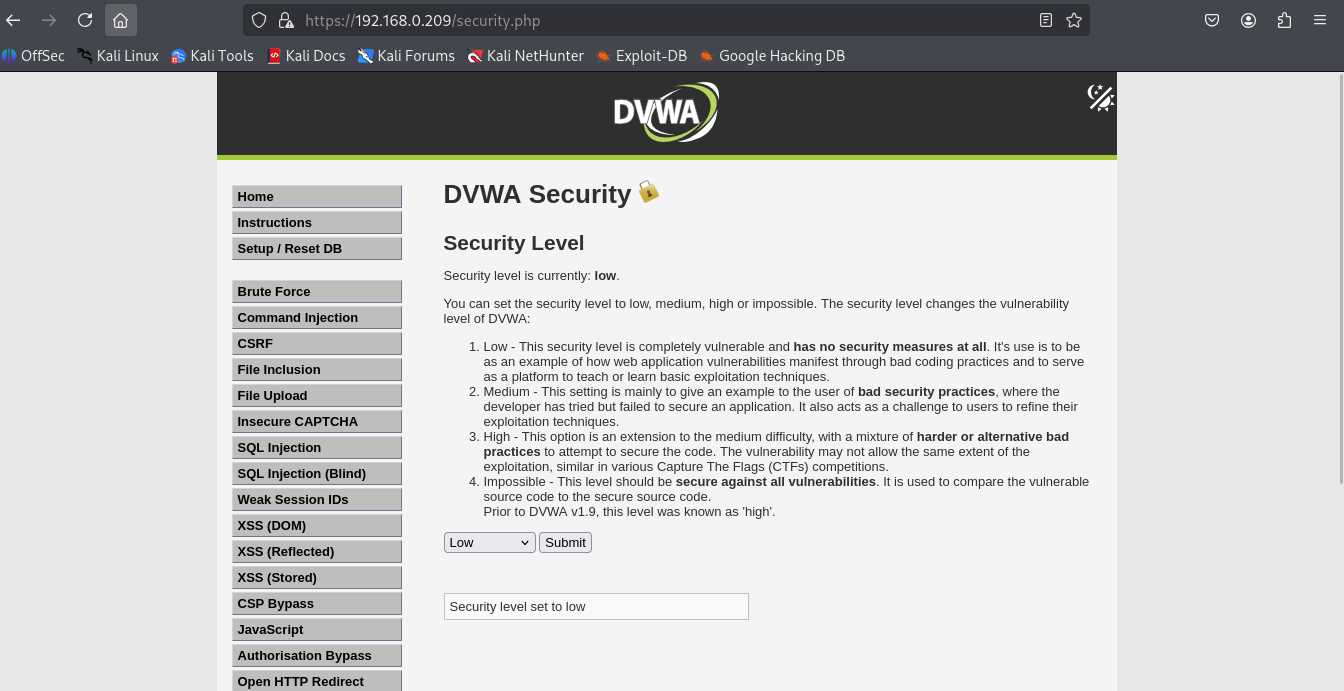 https://192.168.0.209/security.php
OffSec Kali Linux Kali Tools Kali Docs Kali Forums Kali NetHunter Exploit-DB Google Hacking DB
DVWA
Home
Instructions
Setup / Reset DB
Brute Force
Command Injection
CSRF
File Inclusion
File Upload
Insecure CAPTCHA
SQL Injection
SQL Injection (Blind)
Weak Session IDs
XSS (DOM)
XSS (Reflected)
XSS (Stored)
CSP Bypass
JavaScript
Authorisation Bypass
Open HTTP Redirect
DVWA Security
Security Level
Security level is currently: low.
You can set the security level to low, medium, high or impossible. The security level changes the vulnerability
level of DVWA:
1. Low - This security level is completely vulnerable and has no security measures at all. It's use is to be
as an example of how web application vulnerabilities manifest through bad coding practices and to serve
as a platform to teach or learn basic exploitation techniques.
2. Medium - This setting is mainly to give an example to the user of bad security practices, where the
developer has tried but failed to secure an application. It also acts as a challenge to users to refine their
exploitation techniques.
3. High - This option is an extension to the medium difficulty, with a mixture of harder or alternative bad
practices to attempt to secure the code. The vulnerability may not allow the same extent of the
exploitation, similar in various Capture The Flags (CTFs) competitions.
4. Impossible - This level should be secure against all vulnerabilities. It is used to compare the vulnerable
source code to the secure source code.
Prior to DVWA v1.9, this level was known as 'high'.
Low Submit
Security level set to low